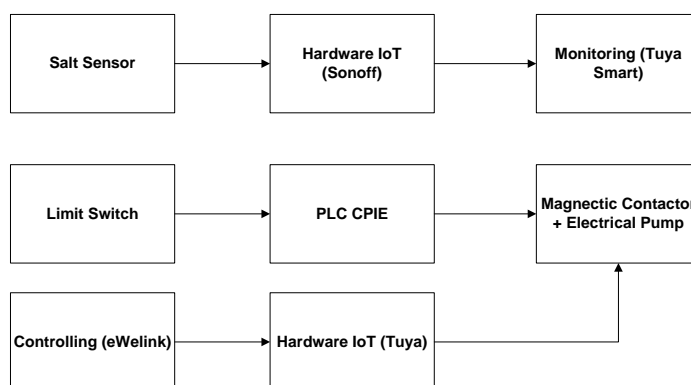 Salt Sensor
Hardware IoT
(Sonoff)
Monitoring (Tuya
Smart)
Limit Switch
PLC CPIE
Magnectic Contactor
+ Electrical Pump
Controlling (eWelink)
Hardware IoT (Tuya)